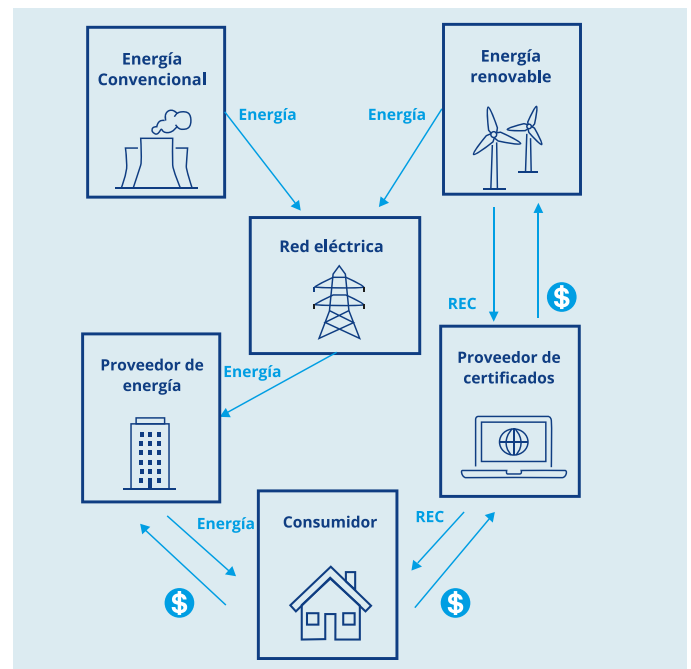 Energía
Convencional
Energía
renovable
Energía
Energía
Red eléctrica
REC
$
Proveedor de
energía
Energía
Proveedor de
certificados
Energía
Consumidor
REC
$
$